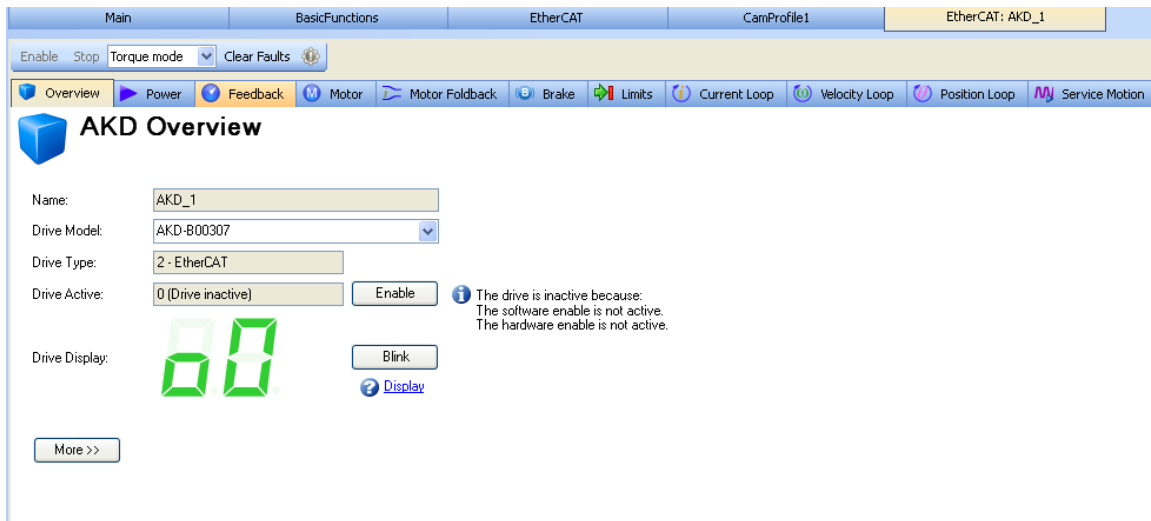 Main BasicFunctions EtherCAT CamProfile1 EtherCAT: AKD_1
Enable Stop Torque mode Clear Faults
Overview Power Feedback Motor Motor Foldback Brake Limits Current Loop Velocity Loop Position Loop Service Motion
AKD Overview
Name: AKD_1
Drive Model: AKD-B00307
Drive Type: 2 - EtherCAT
Drive Active: 0 (Drive inactive) Enable The drive is inactive because:
The software enable is not active.
The hardware enable is not active.
Drive Display: o0 Blink
Display
More >>